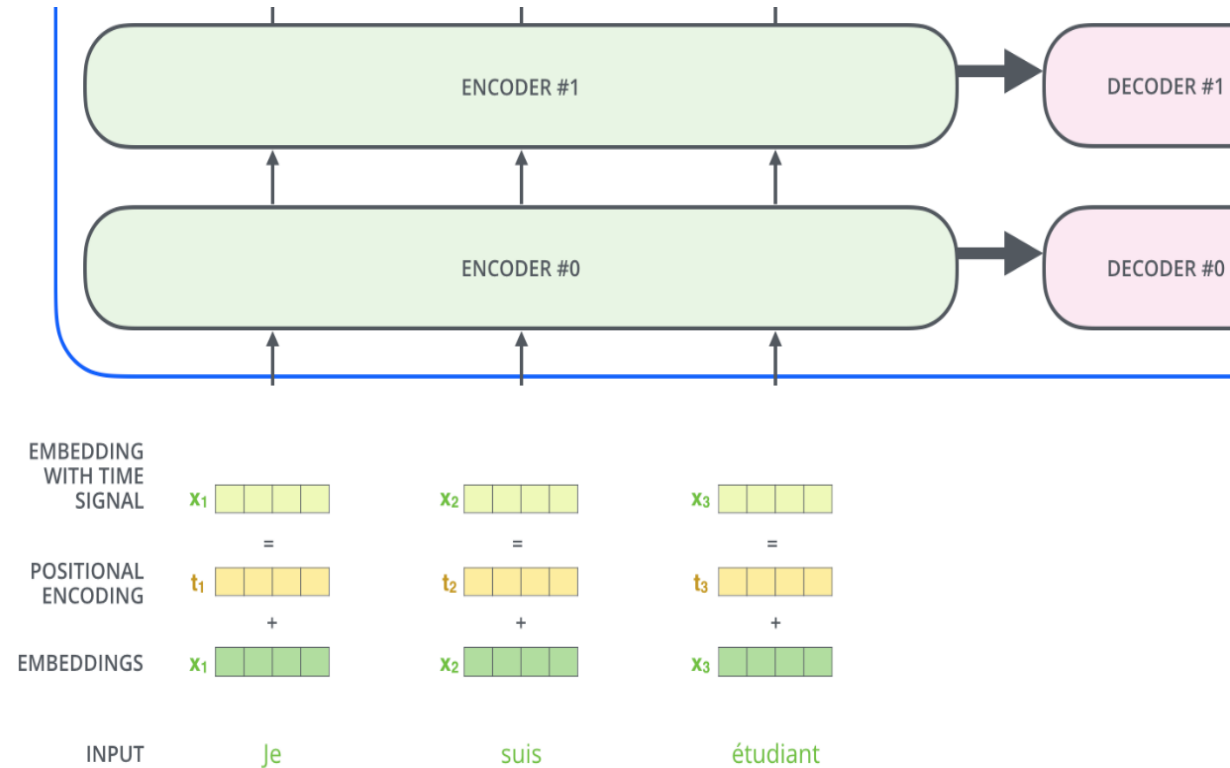 ENCODER #1
DECODER #1
ENCODER #0
DECODER #0
EMBEDDING
WITH TIME
SIGNAL
x₁ x₂ x₃
= = =
POSITIONAL
ENCODING
t₁ t₂ t₃
+ + +
EMBEDDINGS x₁ x₂ x₃
INPUT Je suis étudiant